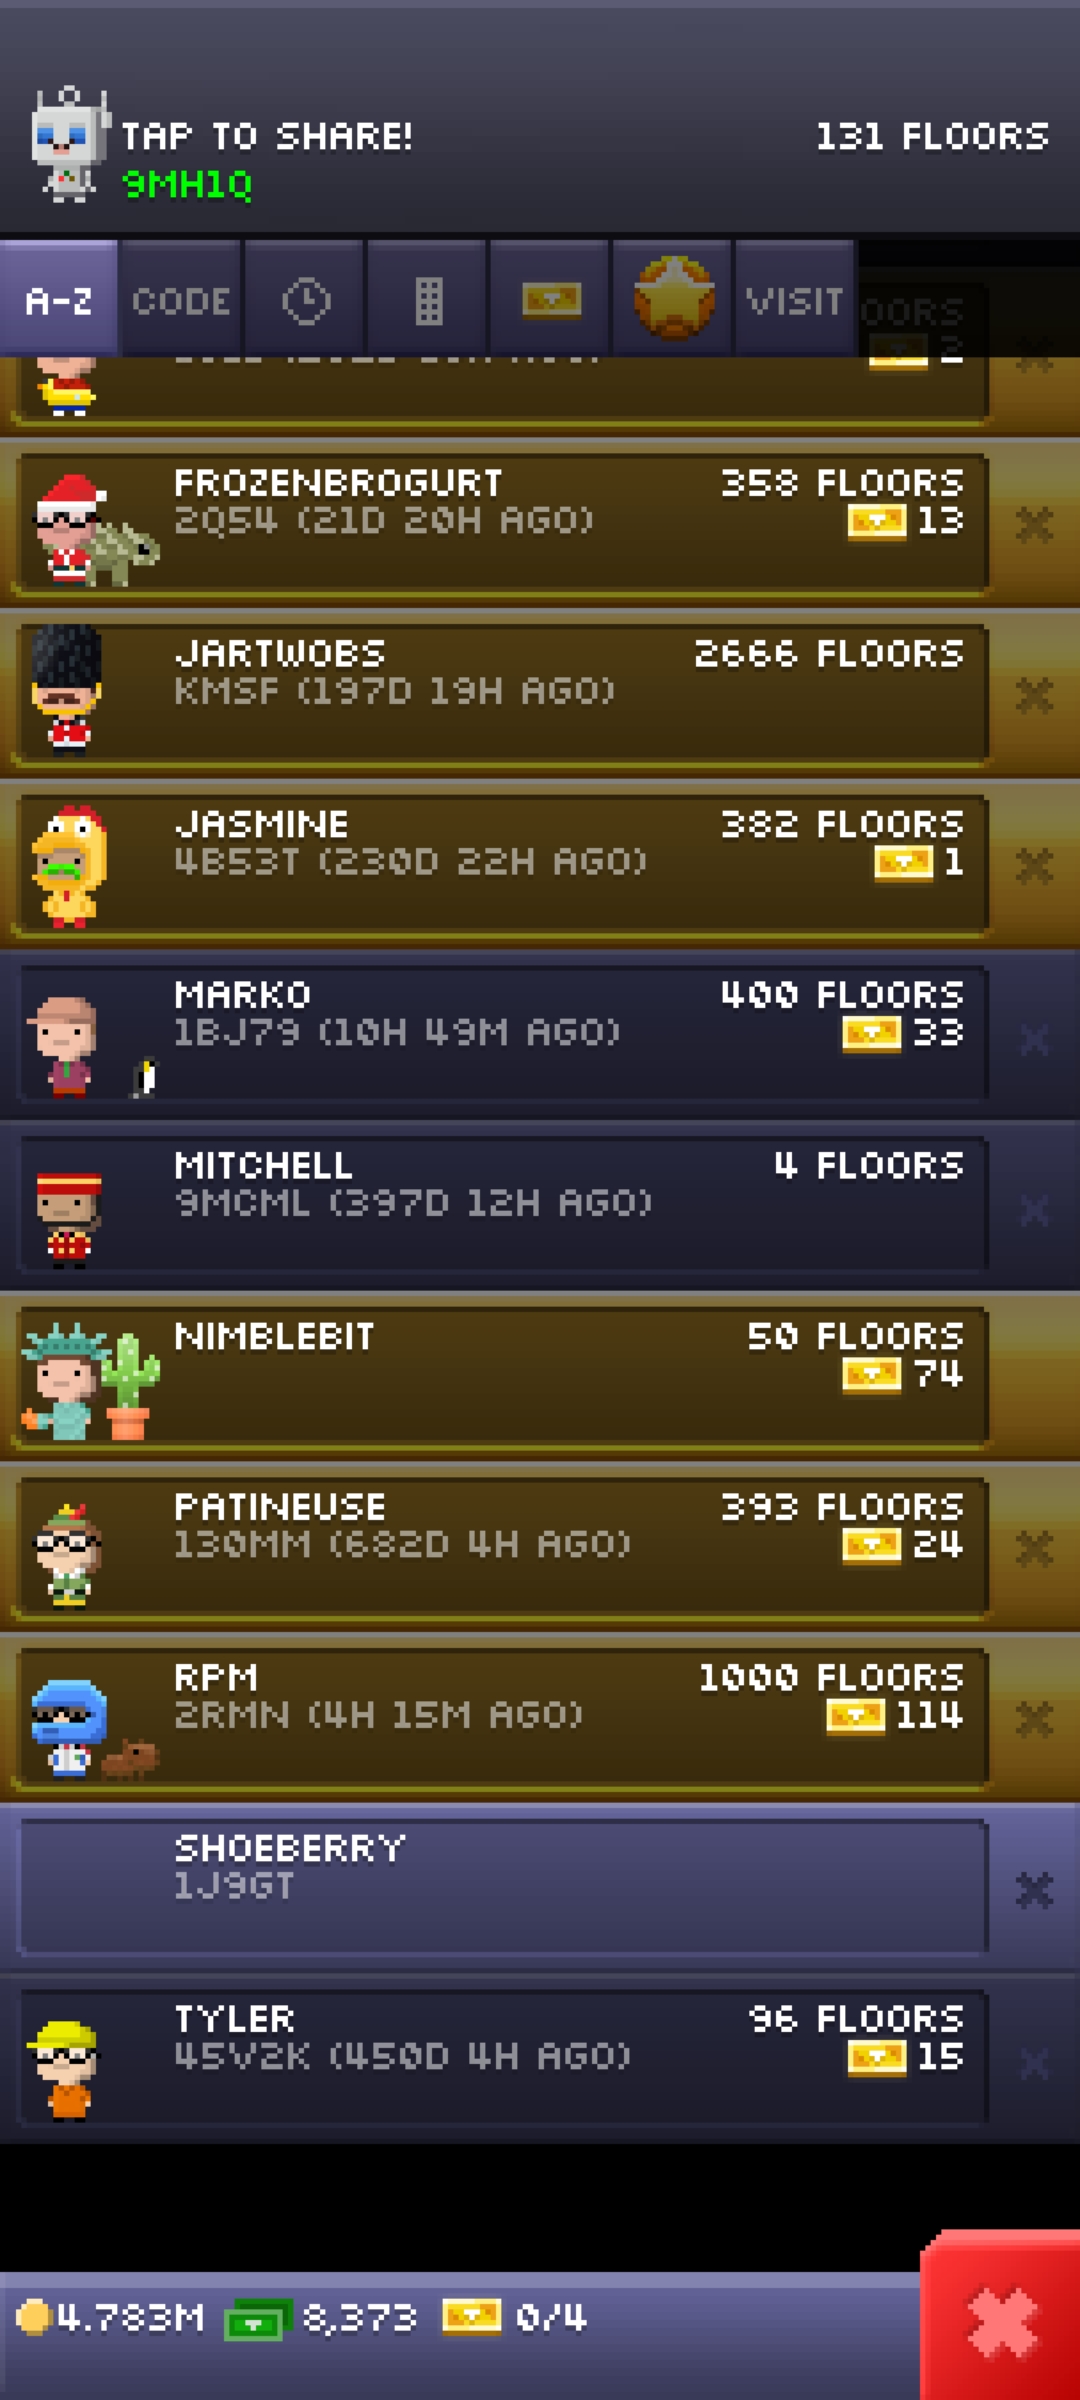 TAP TO SHARE!
131 FLOORS
9MH1Q
A-Z CODE VISIT
2
FROZENBROGURT 358 FLOORS
2Q54 (21D 20H AGO) 13
JARTWOBS 2666 FLOORS
KMSF (197D 19H AGO)
JASMINE 382 FLOORS
4B53T (230D 22H AGO) 1
MARKO 400 FLOORS
1BJ79 (10H 49M AGO) 33
MITCHELL 4 FLOORS
9MCML (397D 12H AGO)
NIMBLEBIT 50 FLOORS
74
PATINEUSE 393 FLOORS
130MM (682D 4H AGO) 24
RPM 1000 FLOORS
2RMN (4H 15M AGO) 114
SHOEBERRY
1J9GT
TYLER 96 FLOORS
45V2K (450D 4H AGO) 15
4.783M 8,373 0/4